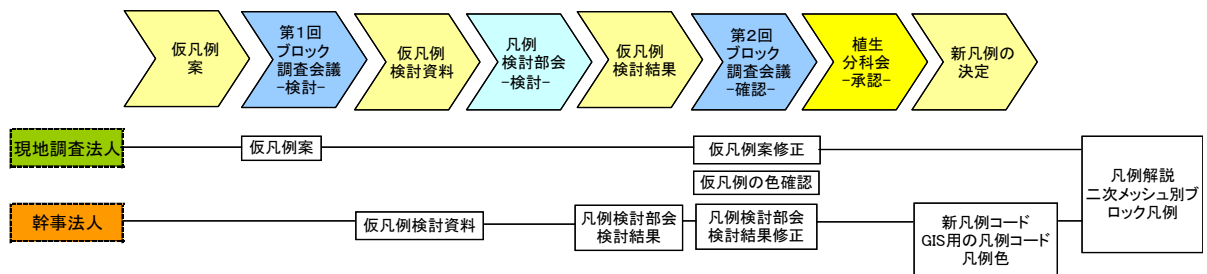 仮凡例
案
第1回
ブロック
調査会議
-検討-
仮凡例
検討資料
凡例
検討部会
-検討-
仮凡例
検討結果
第2回
ブロック
調査会議
-確認-
植生
分科会
-承認-
新凡例の
決定
現地調査法人
仮凡例案
仮凡例案修正
仮凡例の色確認
凡例解説
二次メッシュ別ブ
ロック凡例
幹事法人
仮凡例検討資料
凡例検討部会
検討結果
凡例検討部会
検討結果修正
新凡例コード
GIS用の凡例コード
凡例色